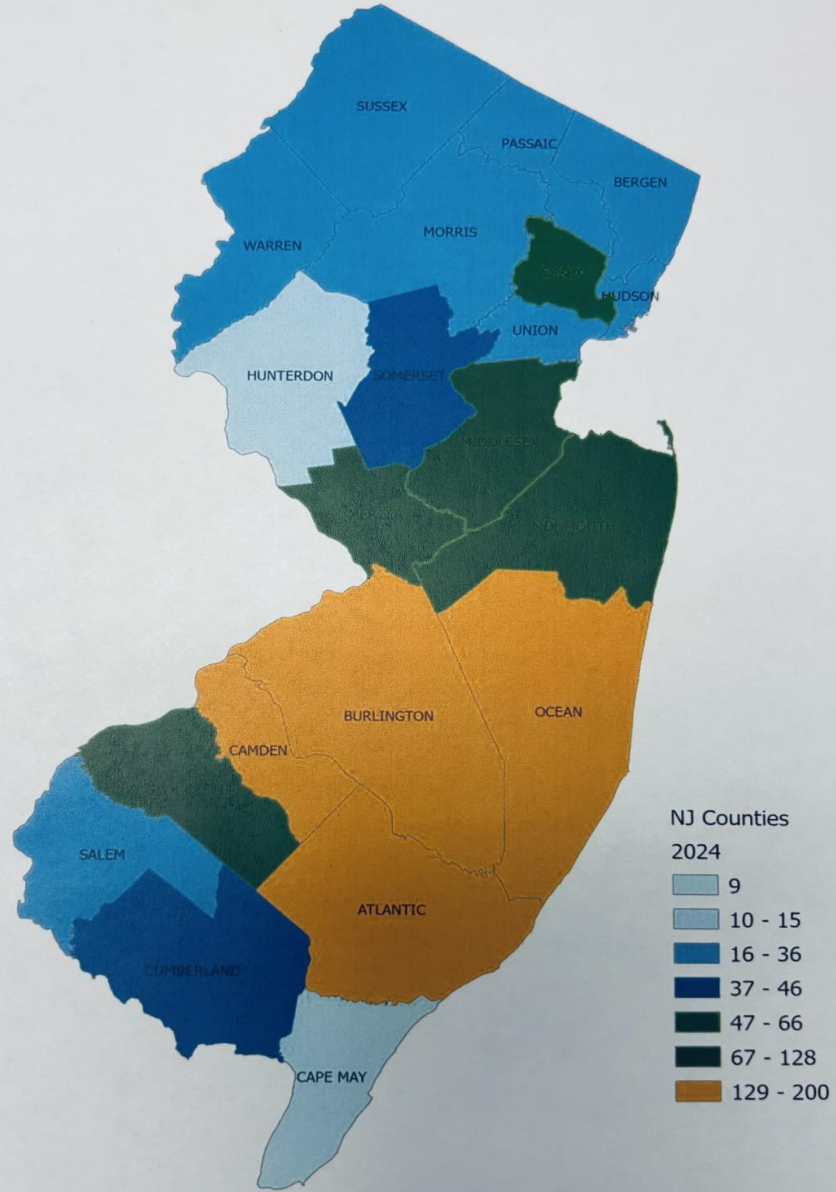 SUSSEX
PASSAIC
BERGEN
MORRIS
WARREN
HUDSON
UNION
HUNTERDON
SOMERSET
MIDDLESEX
MONMOUTH
BURLINGTON
OCEAN
CAMDEN
SALEM
ATLANTIC
CUMBERLAND
CAPE MAY
NJ Counties
2024
9
10 - 15
16 - 36
37 - 46
47 - 66
67 - 128
129 - 200